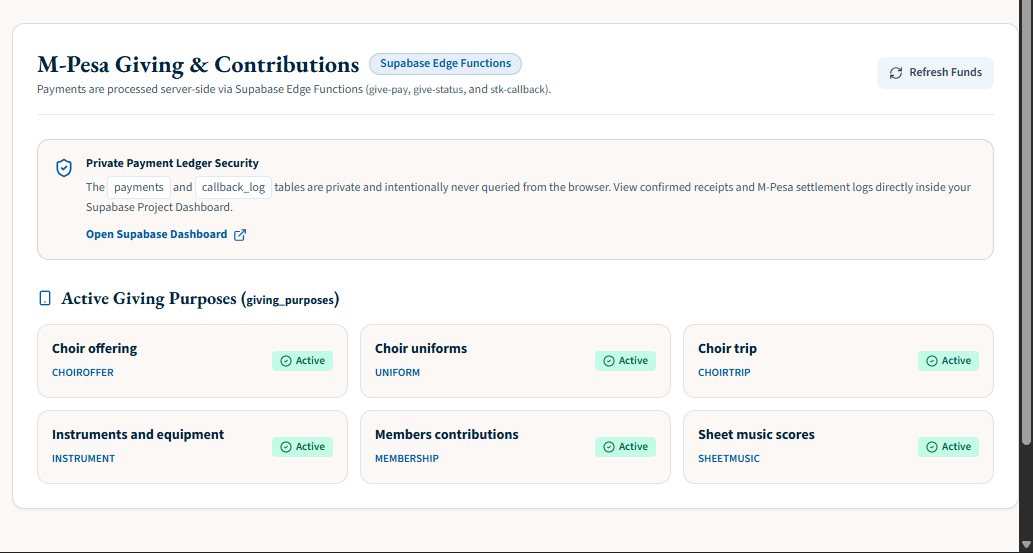 M-Pesa Giving & Contributions Supabase Edge Functions
Payments are processed server-side via Supabase Edge Functions (give-pay, give-status, and stk-callback).
Refresh Funds
Private Payment Ledger Security
The payments and callback_log tables are private and intentionally never queried from the browser. View confirmed receipts and M-Pesa settlement logs directly inside your
Supabase Project Dashboard.
Open Supabase Dashboard
Active Giving Purposes (giving_purposes)
Choir offering
CHOIROFFER
Active
Choir uniforms
UNIFORM
Active
Choir trip
CHOIRTRIP
Active
Instruments and equipment
INSTRUMENT
Active
Members contributions
MEMBERSHIP
Active
Sheet music scores
SHEETMUSIC
Active